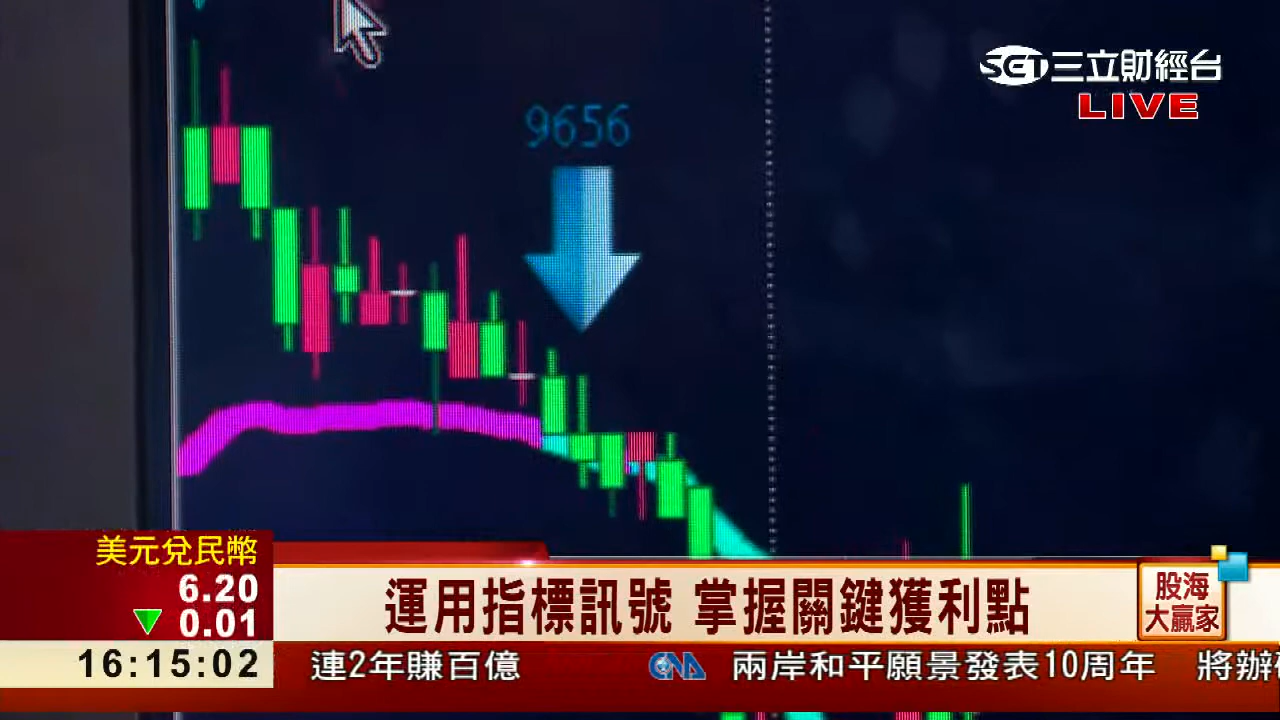 SET三立財經台
LIVE
9656
美元兌民幣
6.20
0.01
運用指標訊號 掌握關鍵獲利點
股海
大贏家
16:15:02
連2年賺百億 CNA 兩岸和平願景發表10周年 將辦